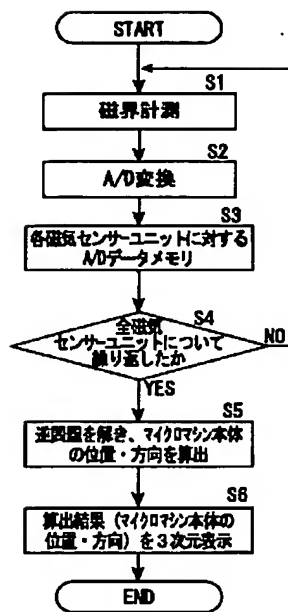 START
S1
磁界計測
S2
A/D変換
S3
各磁気センサーユニットに対する
A/Dデータメモリ
S4
全磁気
センサーユニットについて
繰り返したか
NO
YES
S5
逆問題を解き、マイクロマシン本体
の位置・方向を算出
S6
算出結果(マイクロマシン本体の
位置・方向)を3次元表示
END